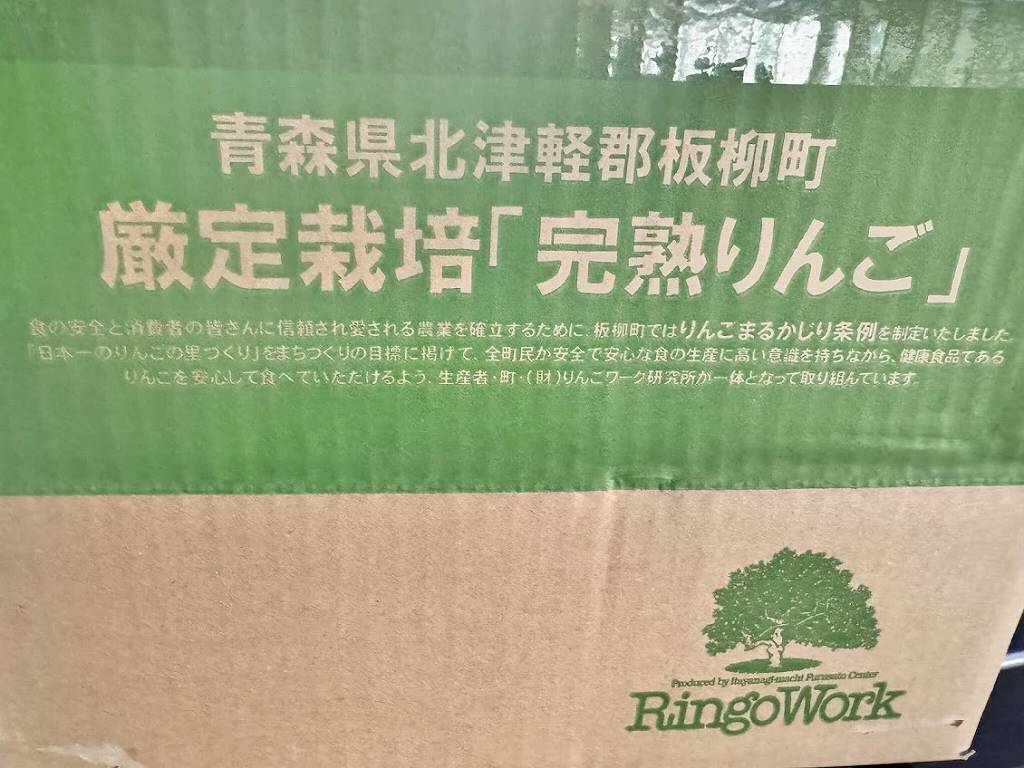 青森県北津軽郡板柳町
厳定栽培「完熟りんご」
食の安全と消費者の皆さんに信頼され愛される農業を確立するために、板柳町ではりんごまるかじり条例を制定いたしました
「日本一のりんごの里づくり」をまちづくりの目標に掲げて、全町民が安全で安心な食の生産に高い意識を持ちながら、健康食品である
りんごを安心して食べていただけるよう、生産者・町・(財)りんごワーク研究所が一体となって取り組んでいます。
Produced by Itayanagi-machi Furusato Center
RingoWork